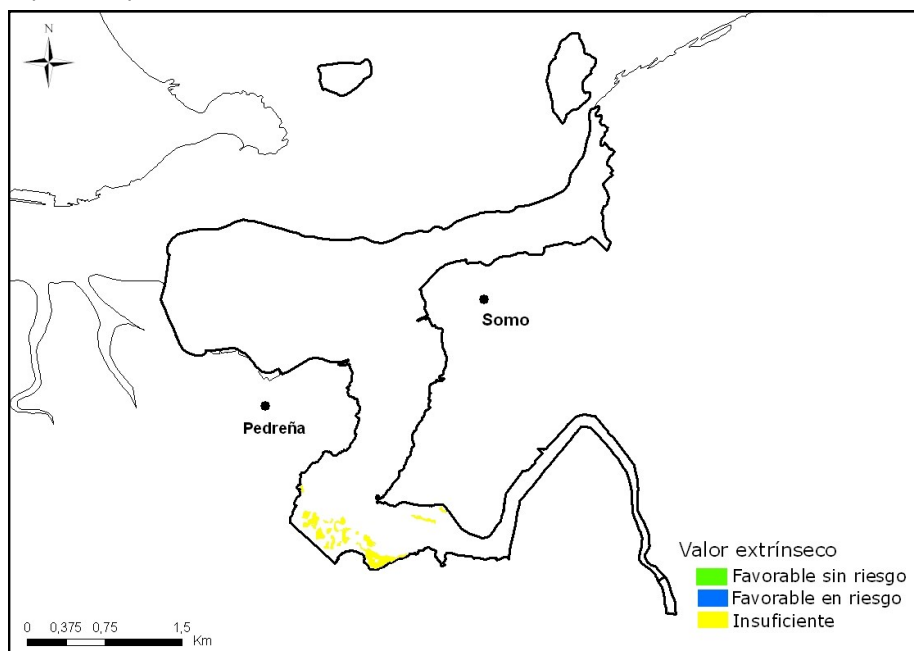 N
Somo
Pedreña
Valor extrínseco
Favorable sin riesgo
Favorable en riesgo
Insuficiente
0 0,375 0,75 1,5
Km